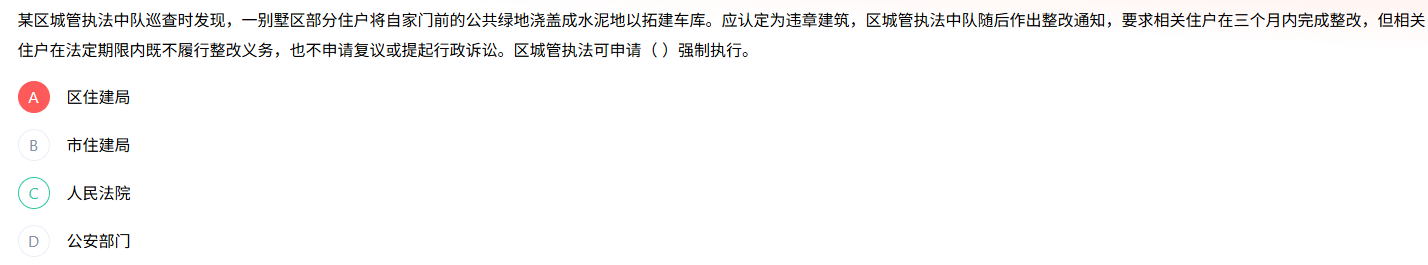 某区城管执法中队巡查时发现，一别墅区部分住户将自家门前的公共绿地浇盖成水泥地以拓建车库。应认定为违章建筑，区城管执法中队随后作出整改通知，要求相关住户在三个月内完成整改，但相关
住户在法定期限内既不履行整改义务，也不申请复议或提起行政诉讼。区城管执法可申请（ ）强制执行。
A 区住建局
B 市住建局
C 人民法院
D 公安部门